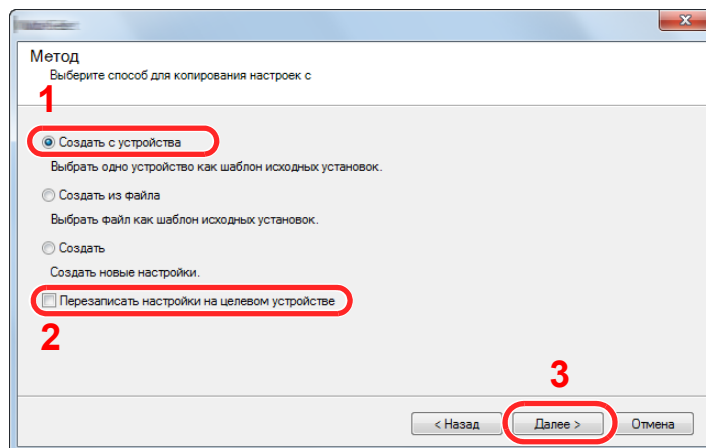 Метод
Выберите способ для копирования настроек с
1
Создать с устройства
Выбрать одно устройство как шаблон исходных установок.
Создать из файла
Выбрать файл как шаблон исходных установок.
Создать
Создать новые настройки.
Перезаписать настройки на целевом устройстве
2
3
< Назад
Далее >
Отмена